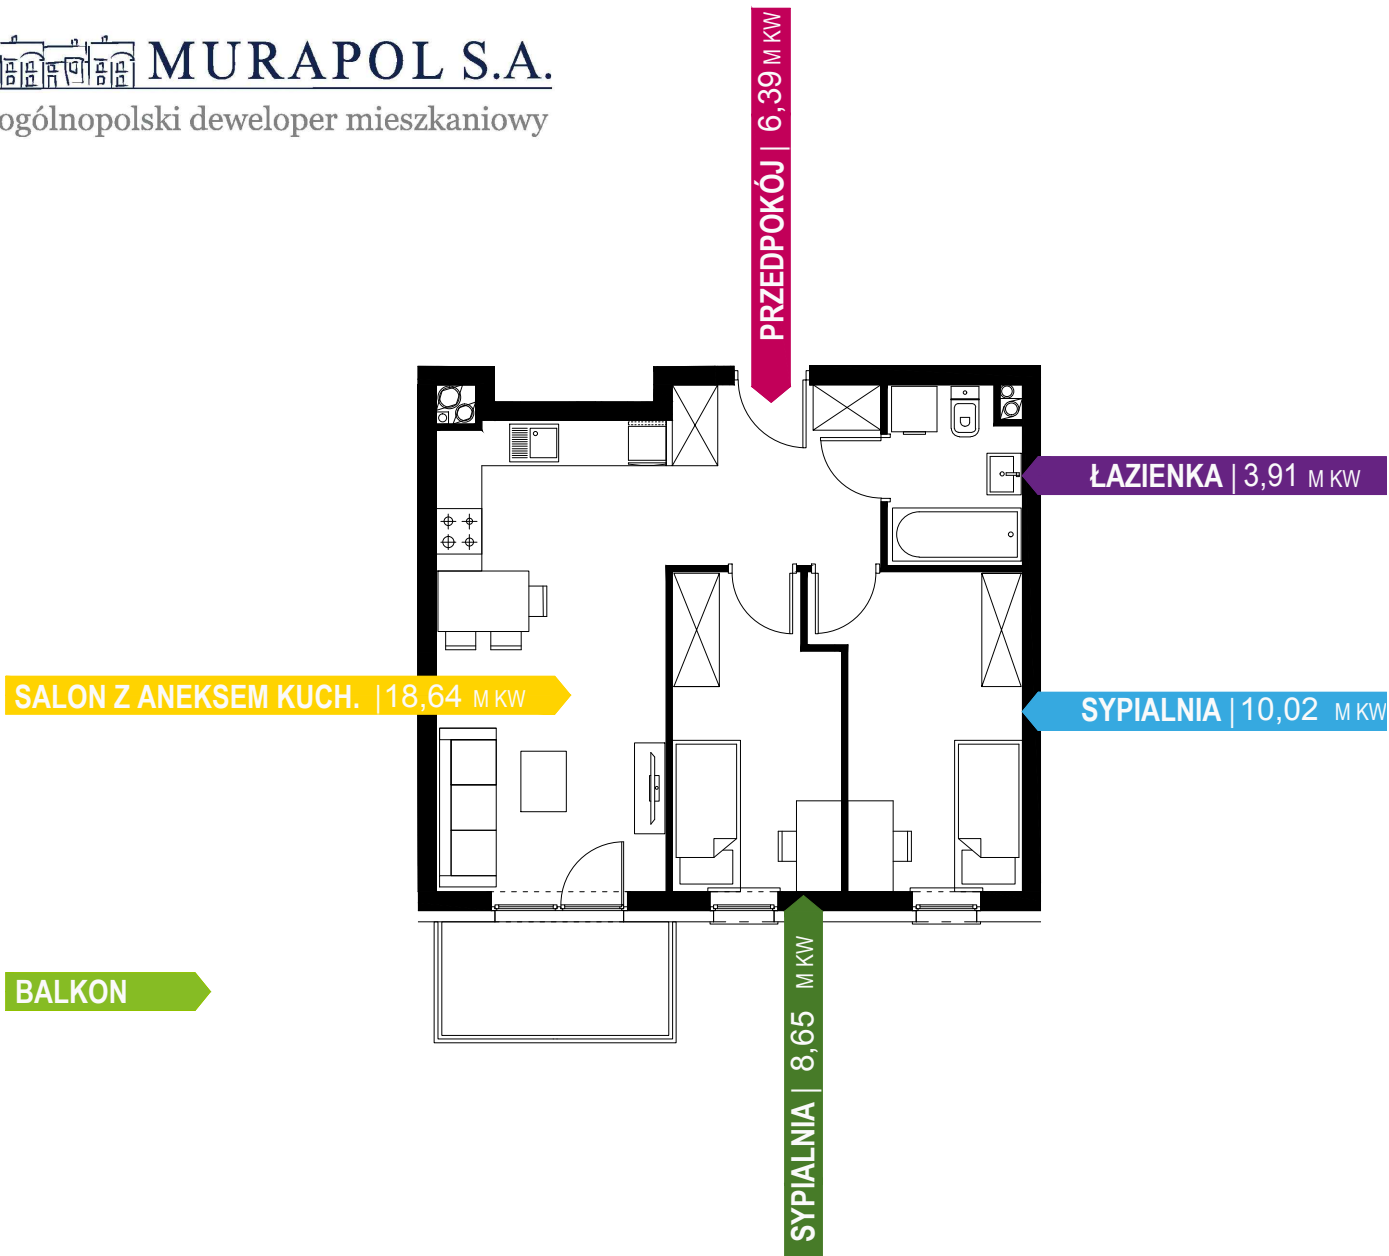 MURAPOL S.A.
ogólnopolski deweloper mieszkaniowy
PRZEDPOKÓJ | 6,39 M KW
ŁAZIENKA | 3,91 M KW
SALON Z ANEKSEM KUCH. | 18,64 M KW
SYPIALNIA | 10,02 M KW
BALKON
SYPIALNIA | 8,65 M KW